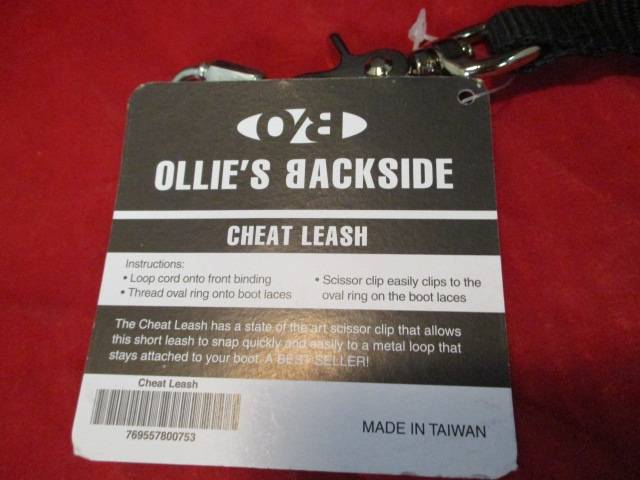 O/B
OLLIE'S BACKSIDE
CHEAT LEASH
Instructions:
• Loop cord onto front binding
• Thread oval ring onto boot laces
• Scissor clip easily clips to the
oval ring on the boot laces
The Cheat Leash has a state of the art scissor clip that allows
this short leash to snap quickly and easily to a metal loop that
stays attached to your boot. A BEST SELLER!
Cheat Leash
769557800753
MADE IN TAIWAN